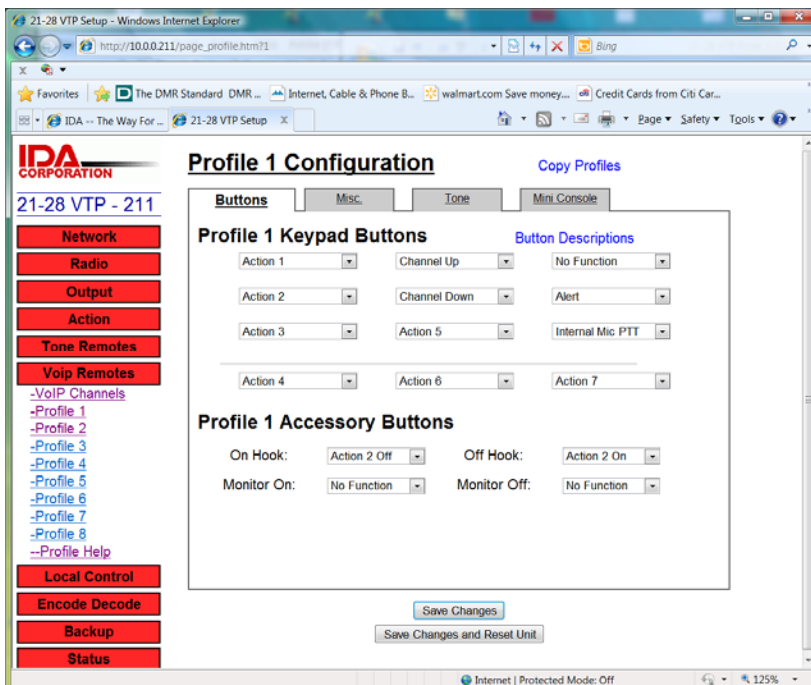 21-28 VTP Setup - Windows Internet Explorer
http://10.0.0.211/page_profile.htm?1
Bing
x
Favorites The DMR Standard DMR ... Internet, Cable & Phone B... walmart.com Save money... Credit Cards from Citi Car...
IDA -- The Way For ... 21-28 VTP Setup x Page Safety Tools
IDA
CORPORATION
21-28 VTP - 211
Network
Radio
Output
Action
Tone Remotes
Voip Remotes
-VoIP Channels
-Profile 1
-Profile 2
-Profile 3
-Profile 4
-Profile 5
-Profile 6
-Profile 7
-Profile 8
--Profile Help
Local Control
Encode Decode
Backup
Status
Profile 1 Configuration Copy Profiles
Buttons Misc. Tone Mini Console
Profile 1 Keypad Buttons Button Descriptions
Action 1 Channel Up No Function
Action 2 Channel Down Alert
Action 3 Action 5 Internal Mic PTT
Action 4 Action 6 Action 7
Profile 1 Accessory Buttons
On Hook: Action 2 Off Off Hook: Action 2 On
Monitor On: No Function Monitor Off: No Function
Save Changes
Save Changes and Reset Unit
Internet | Protected Mode: Off 125%